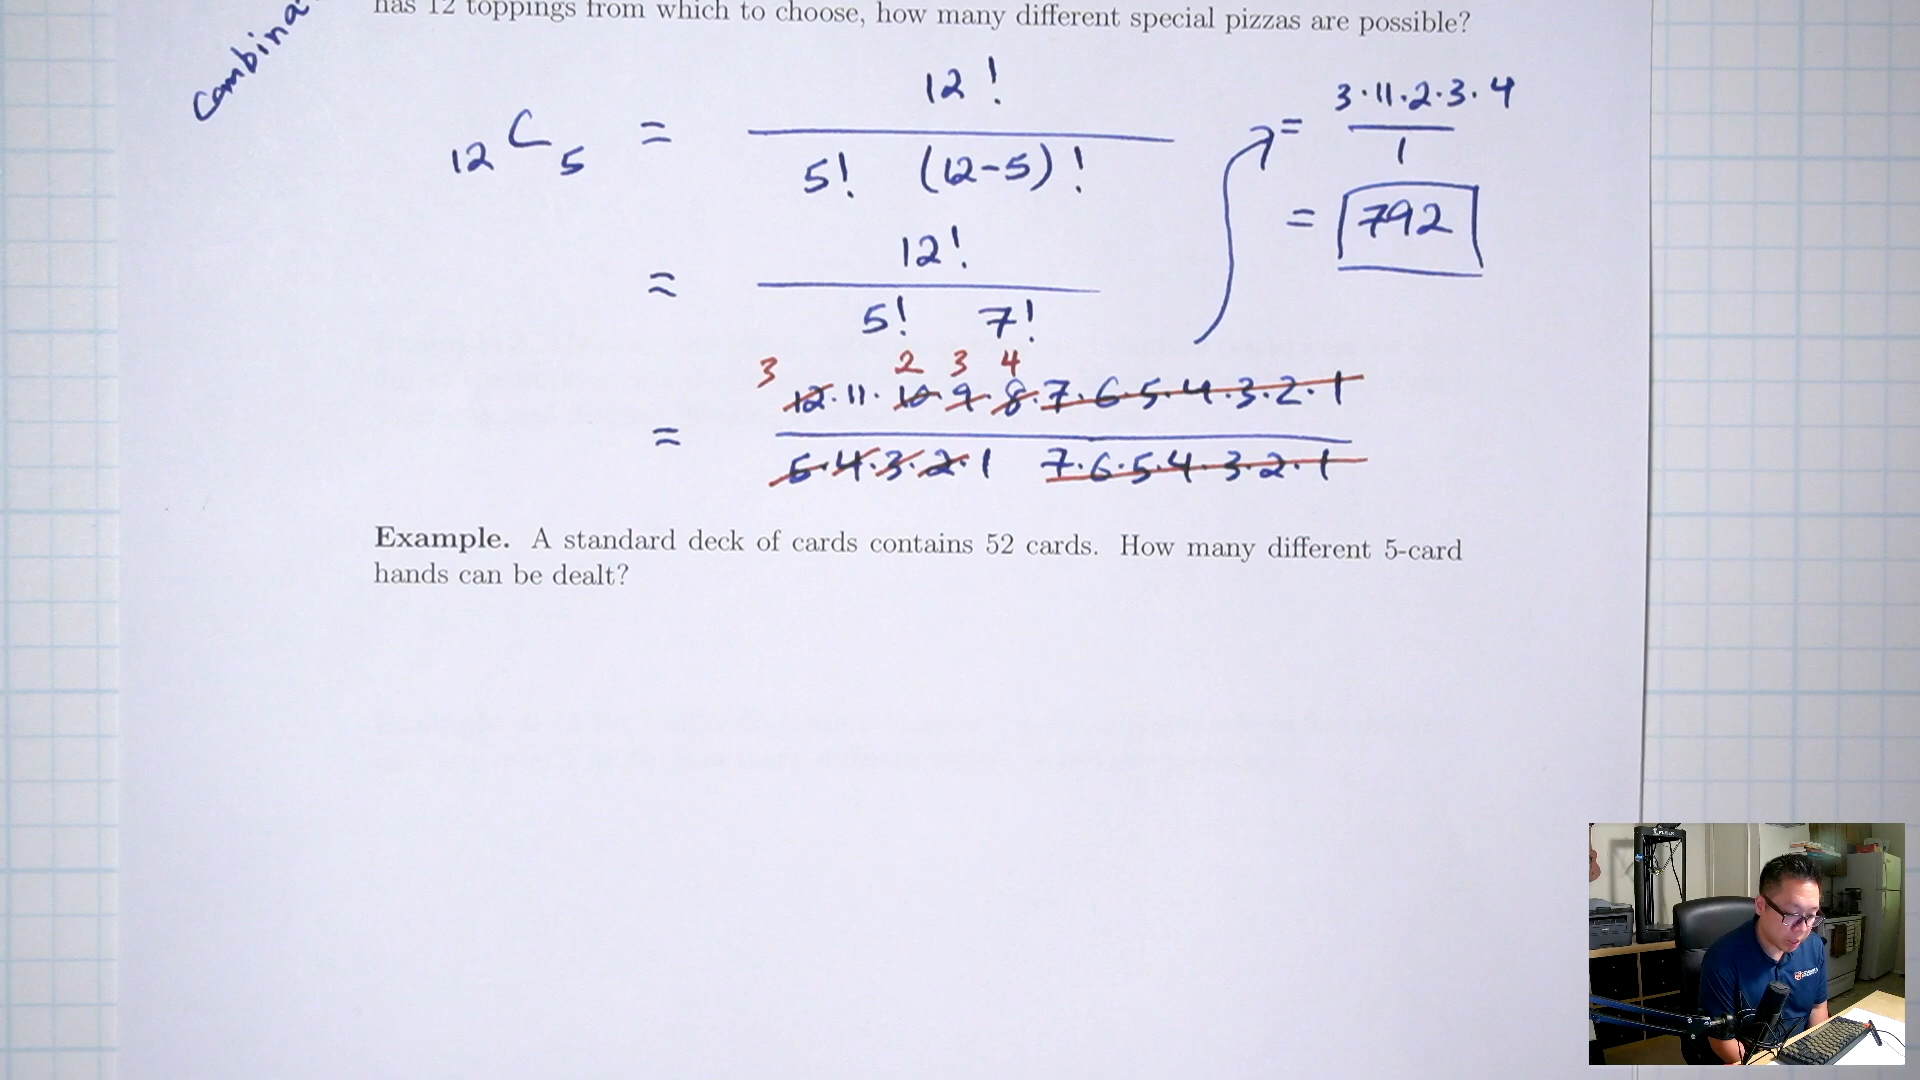 has 12 toppings from which to choose, how many different special pizzas are possible?
12 C 5 = 12! / 5! (12-5)!
= 12! / 5! 7!
3 2 3 4
= 12·11·10·9·8·7·6·5·4·3·2·1 / 5·4·3·2·1 7·6·5·4·3·2·1
= 3·11·2·3·4 / 1
= 792
Example. A standard deck of cards contains 52 cards. How many different 5-card
hands can be dealt?